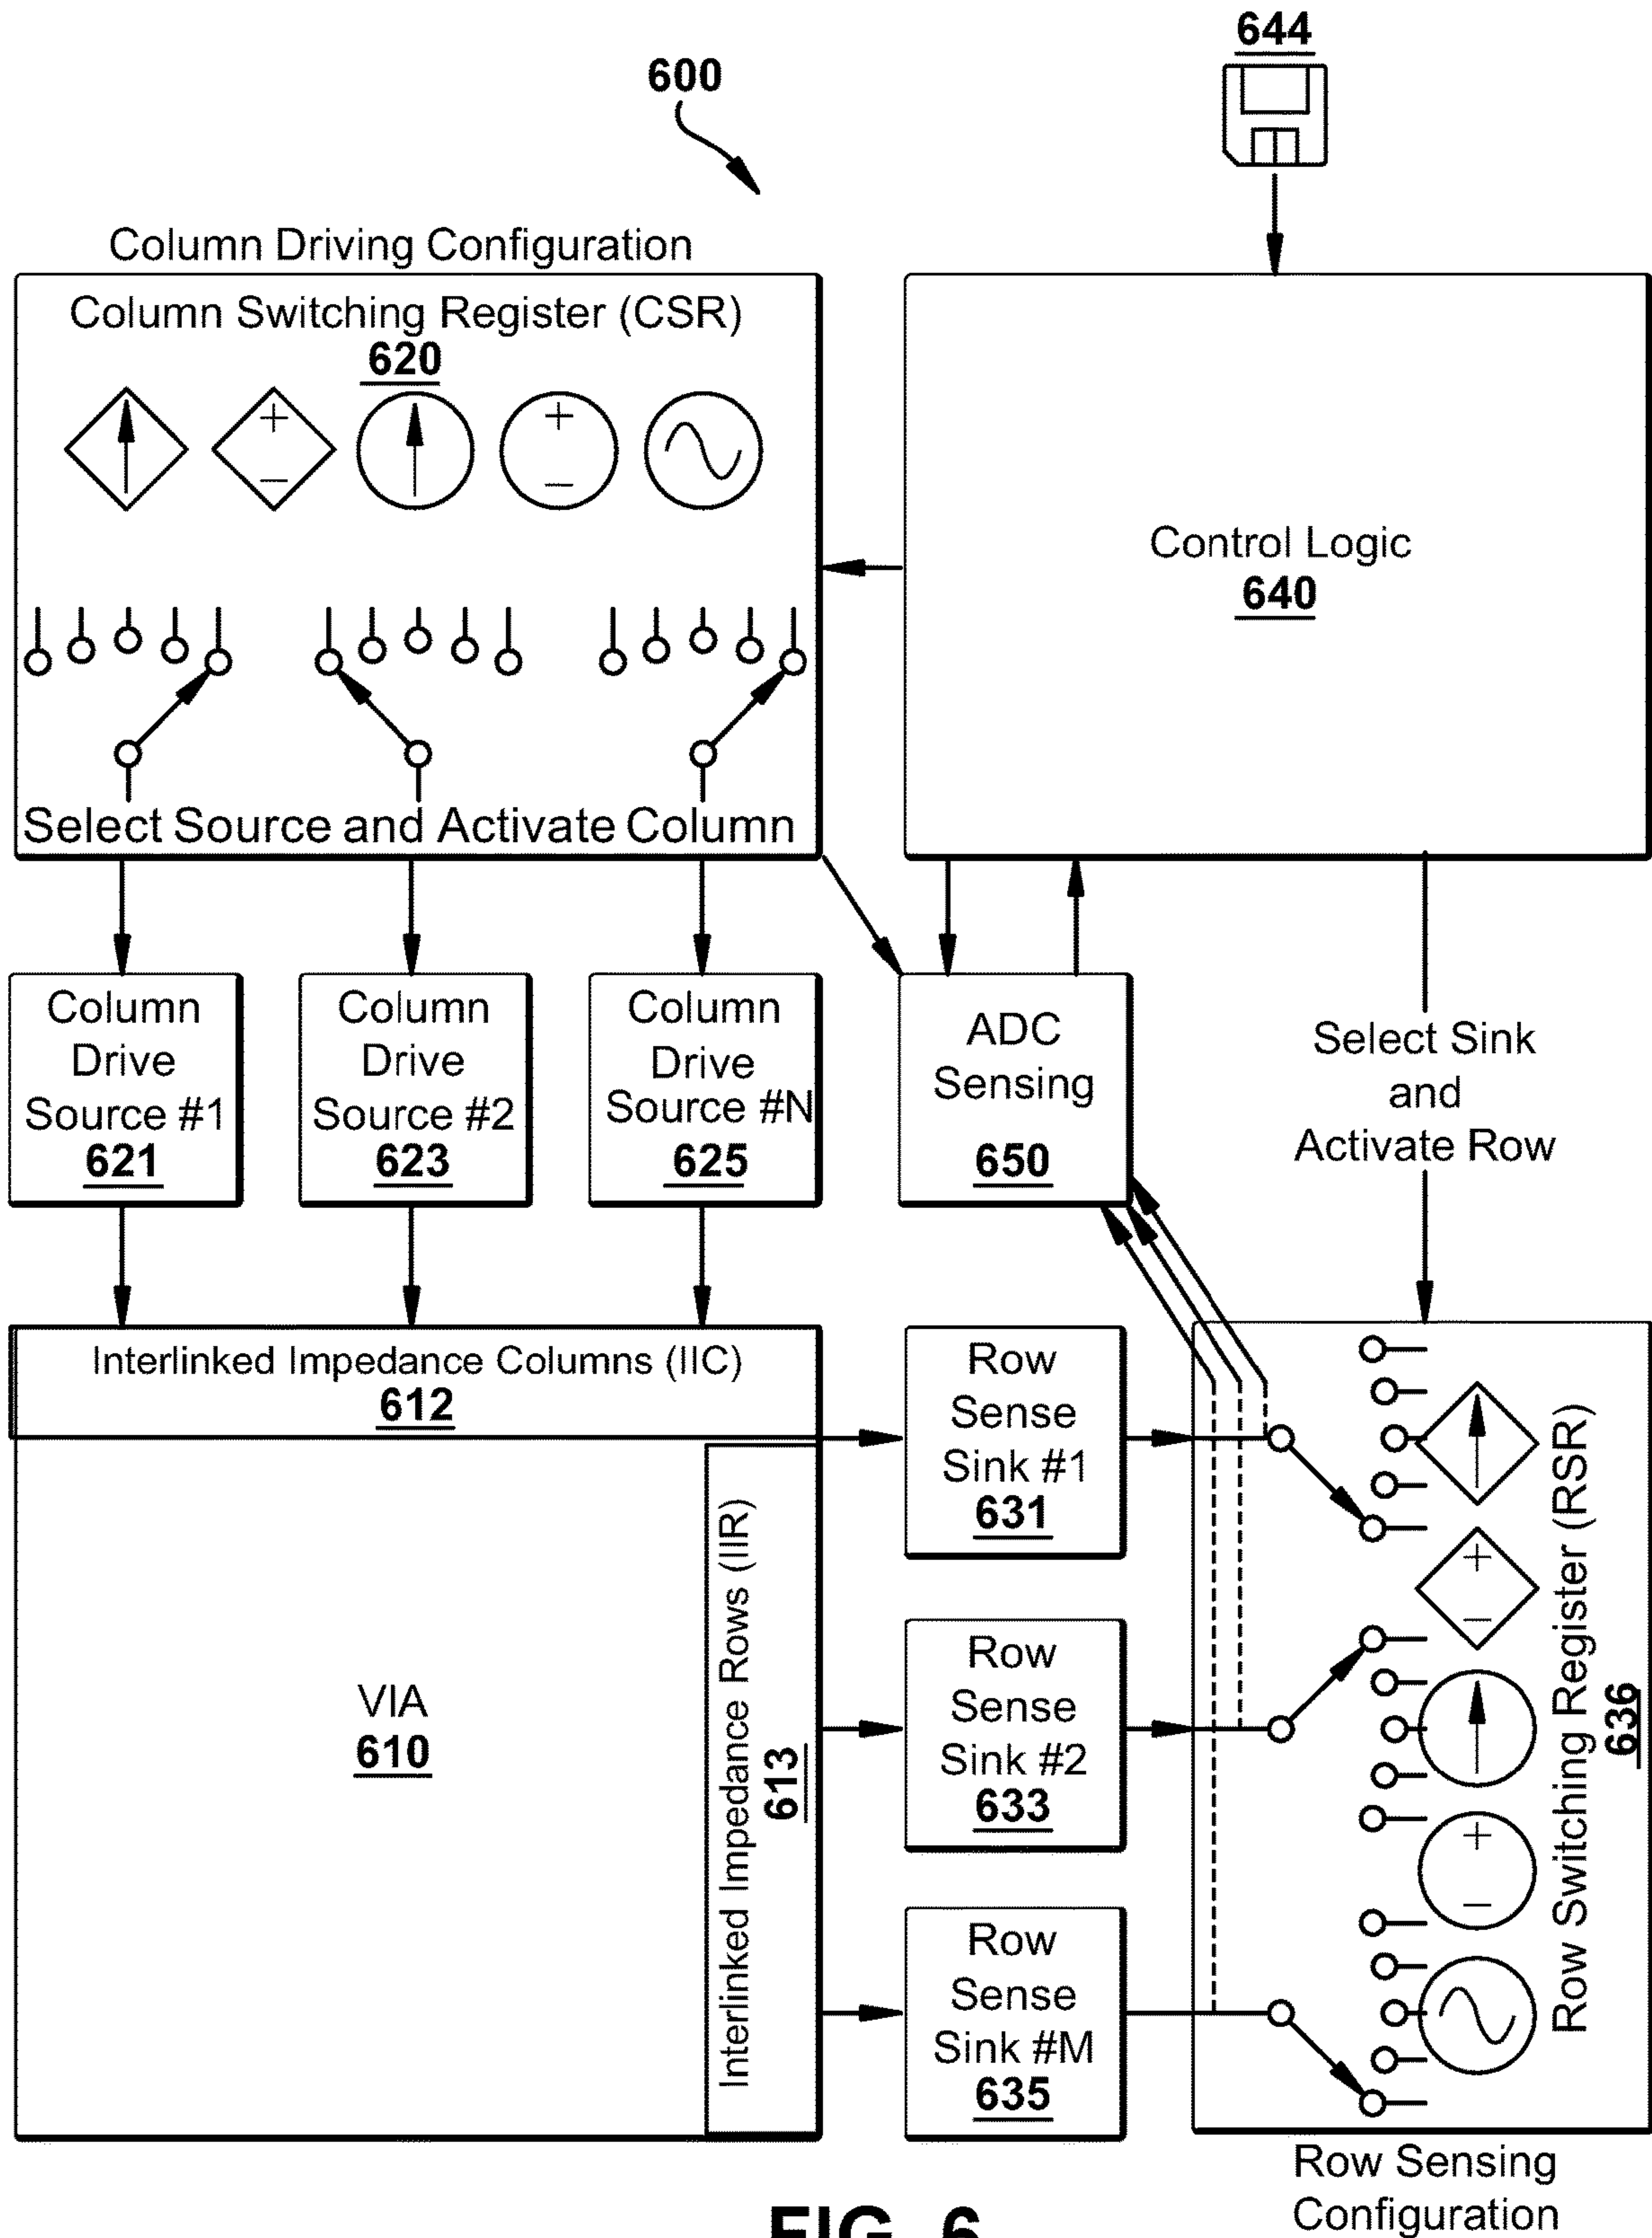 644
600
Column Driving Configuration
Column Switching Register (CSR)
620
+
−
+
−
Select Source and Activate Column
Control Logic
640
Column
Drive
Source #1
621
Column
Drive
Source #2
623
Column
Drive
Source #N
625
ADC
Sensing
650
Select Sink
and
Activate Row
Interlinked Impedance Columns (IIC)
612
VIA
610
Interlinked Impedance Rows (IIR)
613
Row
Sense
Sink #1
631
Row
Sense
Sink #2
633
Row
Sense
Sink #M
635
+
−
+
−
Row Switching Register (RSR)
636
Row Sensing
Configuration
FIG. 6